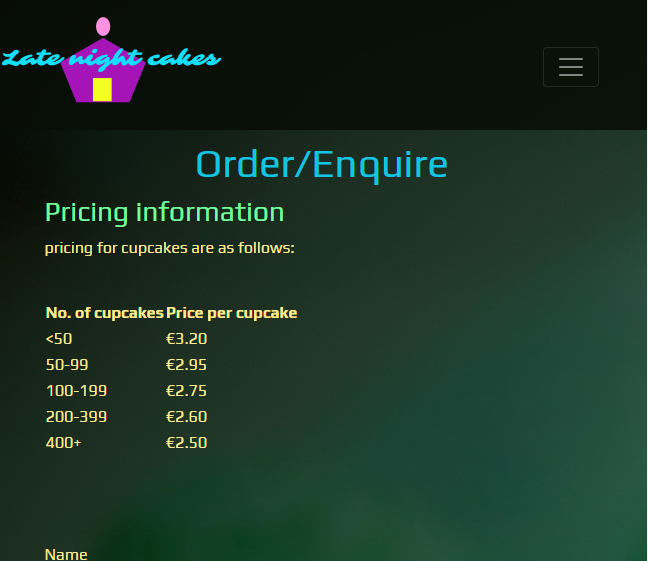 Late night cakes
Order/Enquire
Pricing information
pricing for cupcakes are as follows:
No. of cupcakes Price per cupcake
<50 €3.20
50-99 €2.95
100-199 €2.75
200-399 €2.60
400+ €2.50
Name